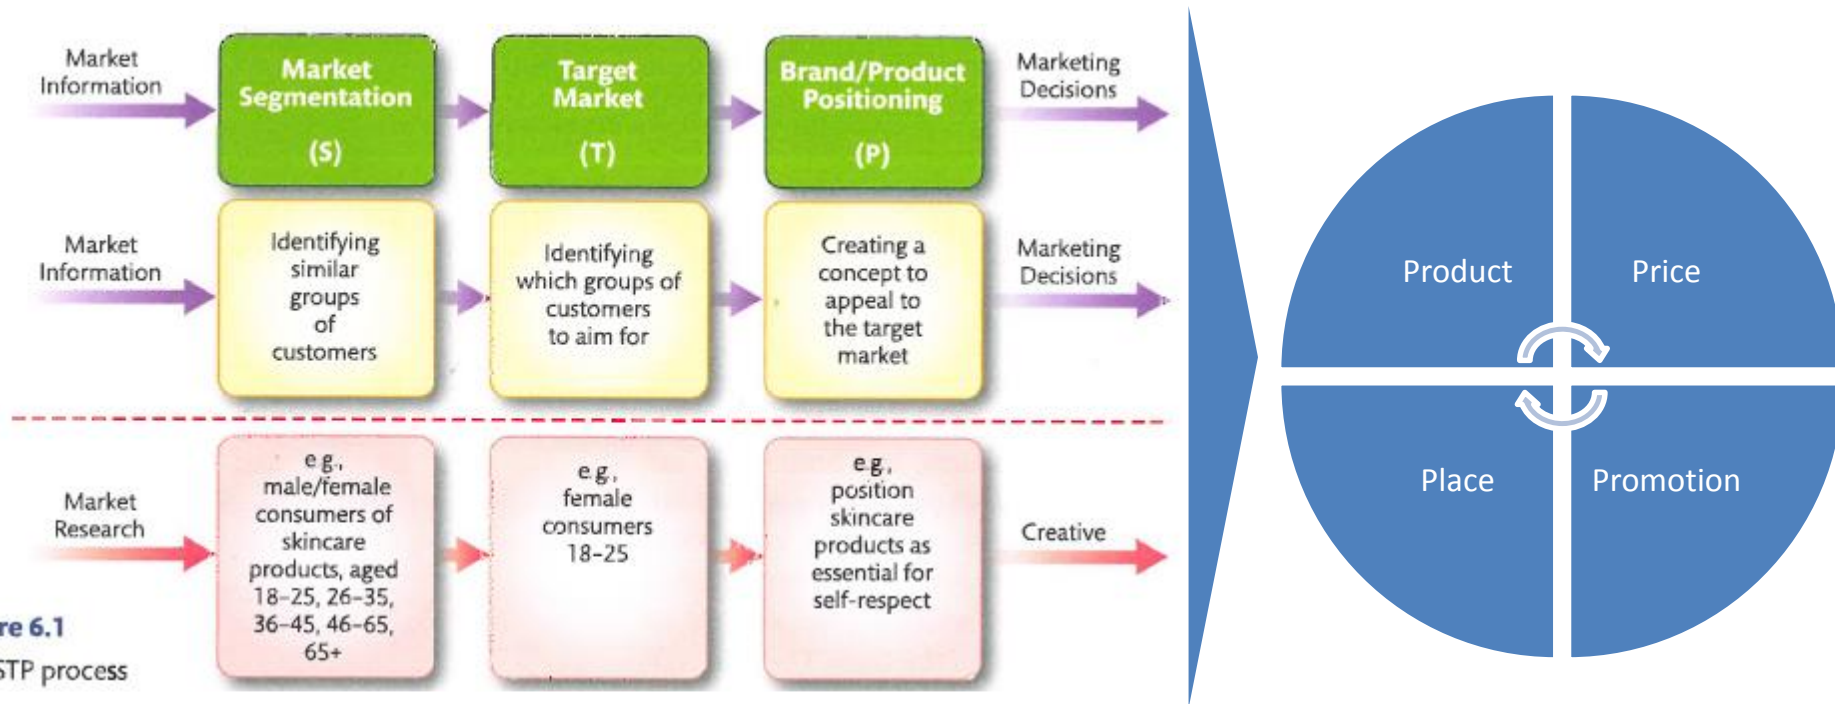 Market
Information
Market
Segmentation
(S)
Target
Market
(T)
Brand/Product
Positioning
(P)
Marketing
Decisions
Market
Information
Identifying
similar
groups
of
customers
Identifying
which groups of
customers
to aim for
Creating a
concept to
appeal to
the target
market
Marketing
Decisions
Market
Research
e.g.,
male/female
consumers of
skincare
products, aged
18–25, 26–35,
36–45, 46–65,
65+
e.g.,
female
consumers
18–25
e.g.,
position
skincare
products as
essential for
self-respect
Creative
re 6.1
STP process
Product
Price
Place
Promotion